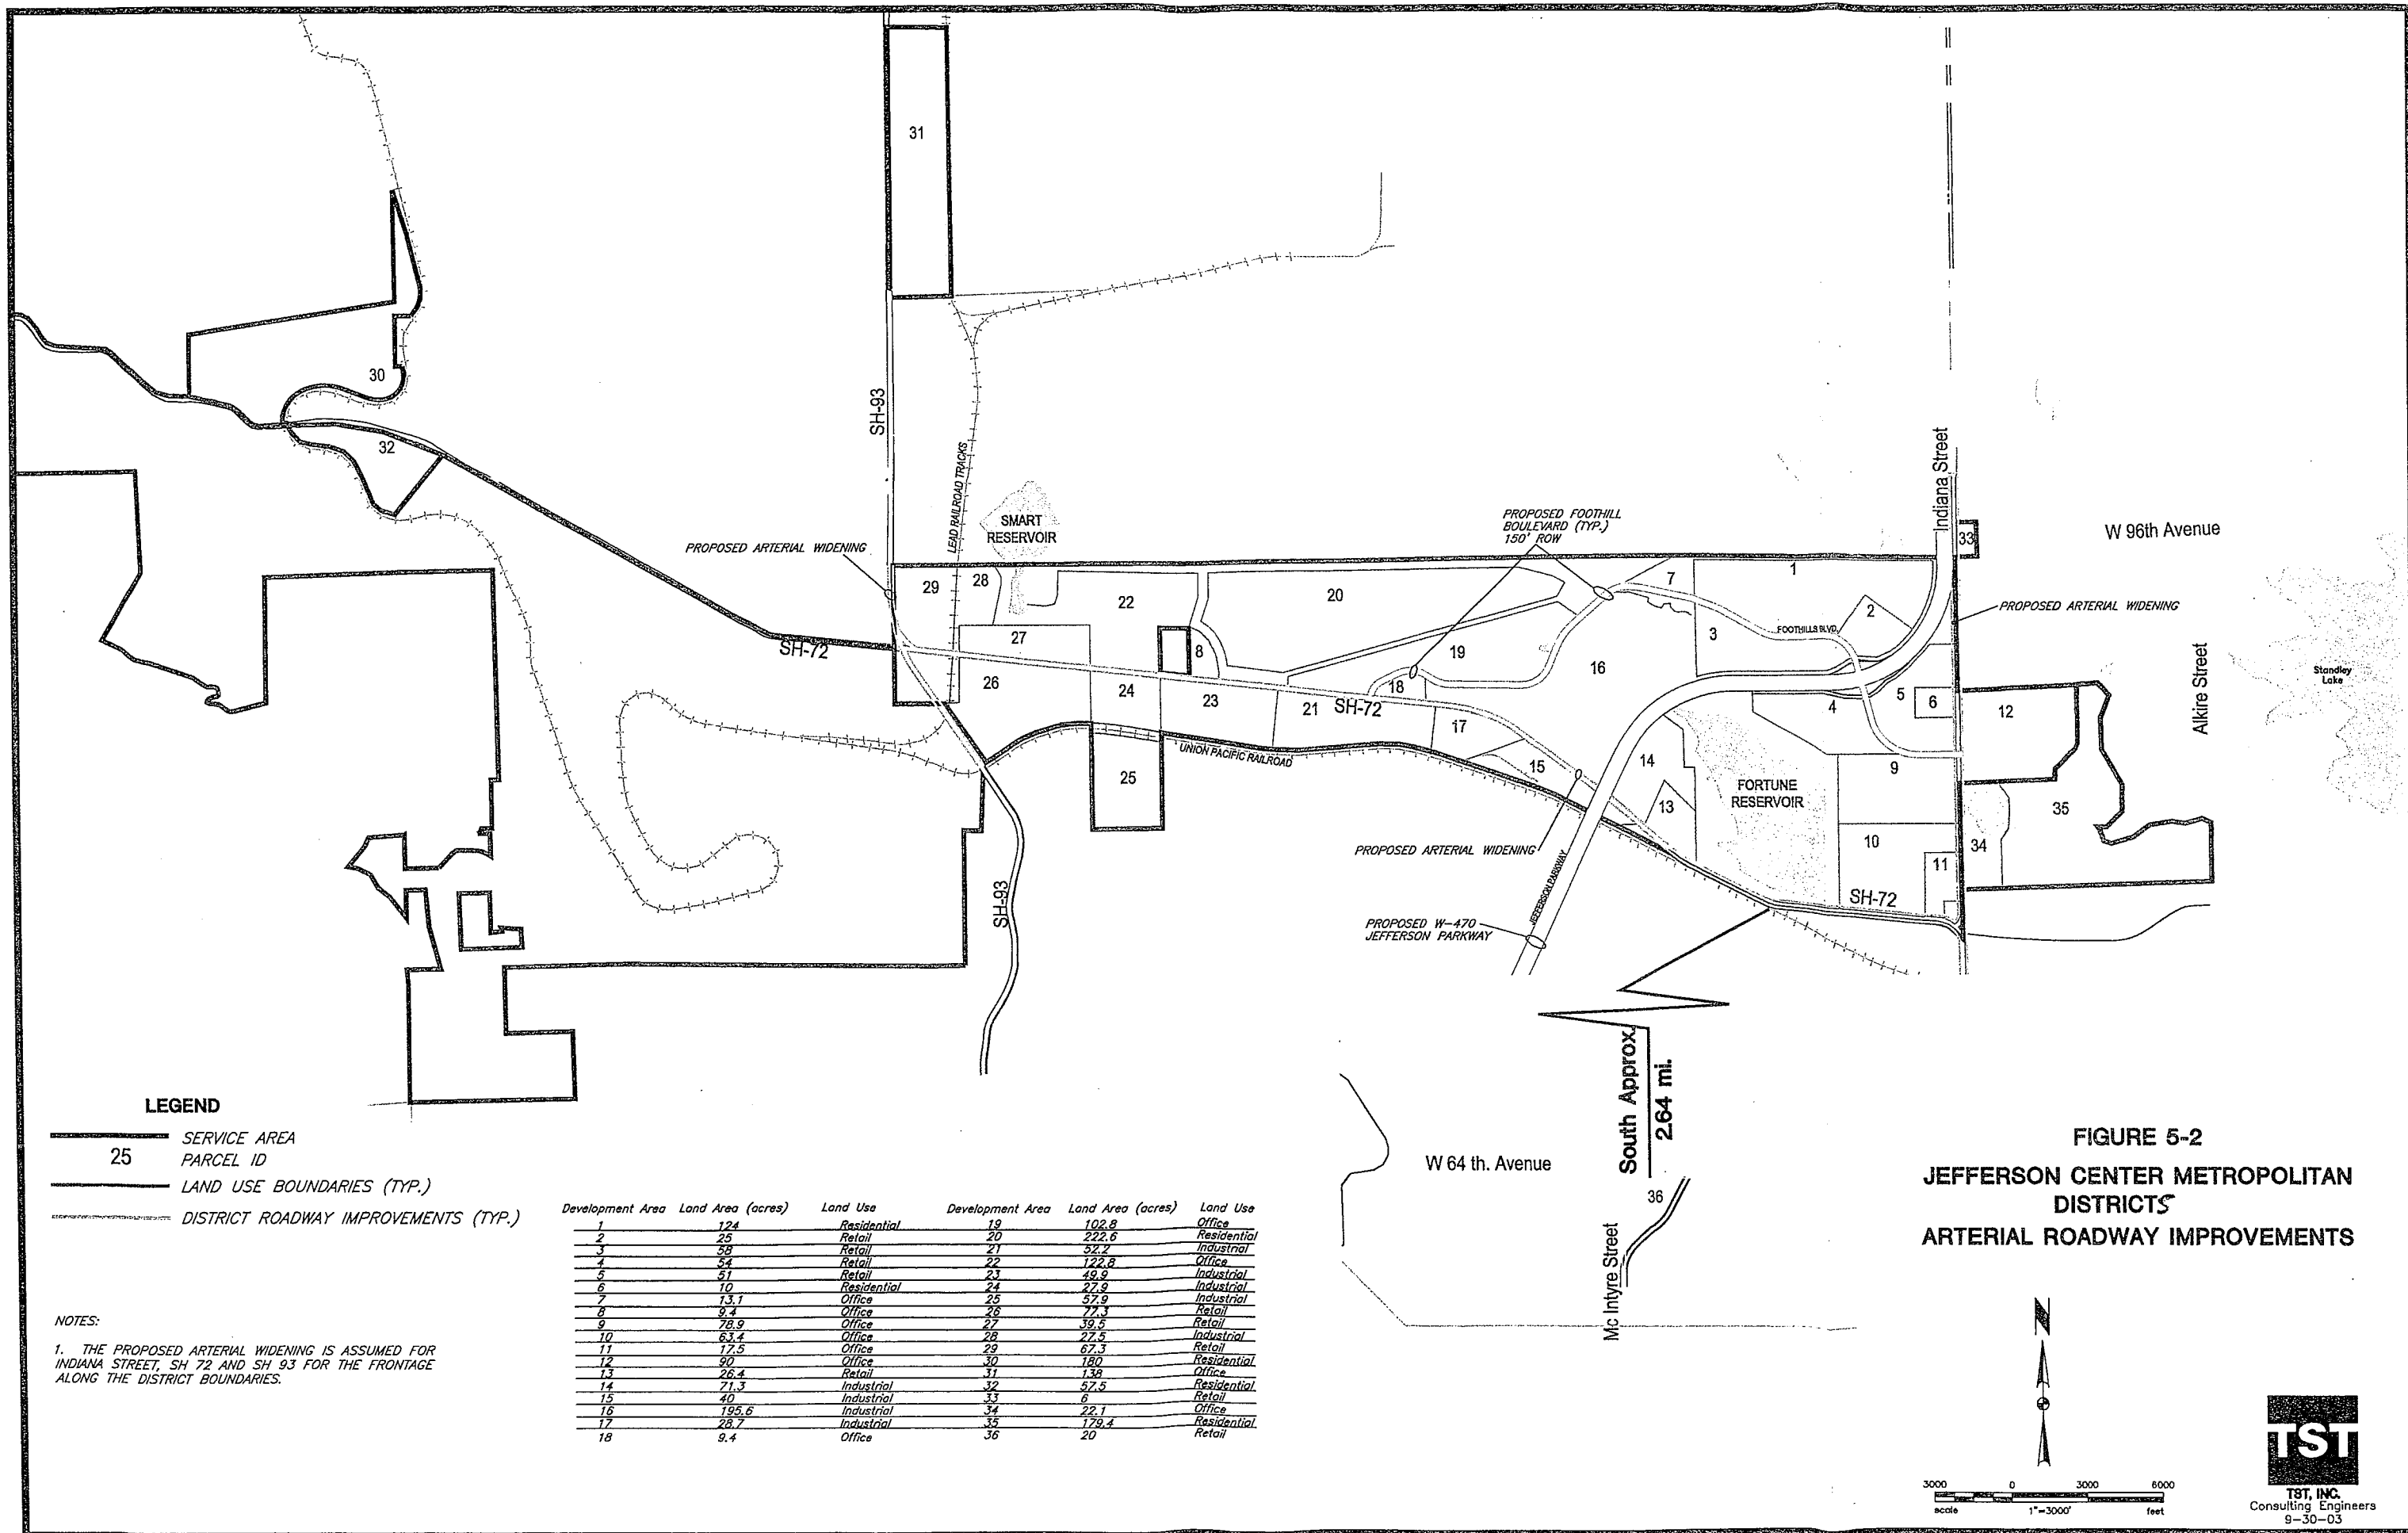 31
30
32
SH-93
LEAD RAILROAD TRACKS
SMART
RESERVOIR
PROPOSED ARTERIAL WIDENING
PROPOSED FOOTHILL
BOULEVARD (TYP.)
150' ROW
Indiana Street
33
W 96th Avenue
29
28
22
20
7
1
2
PROPOSED ARTERIAL WIDENING
27
8
19
3
FOOTHILLS BLVD.
SH-72
26
24
23
21
SH-72
18
16
17
4
5
6
12
Alkire Street
Standley
Lake
UNION PACIFIC RAILROAD
25
15
14
13
FORTUNE
RESERVOIR
9
35
10
11
34
SH-72
PROPOSED ARTERIAL WIDENING
JEFFERSON PARKWAY
PROPOSED W-470
JEFFERSON PARKWAY
SH-93
South Approx.
2.64 mi.
W 64 th. Avenue
36
Mc Intyre Street
LEGEND
SERVICE AREA
25 PARCEL ID
LAND USE BOUNDARIES (TYP.)
DISTRICT ROADWAY IMPROVEMENTS (TYP.)
NOTES:
1. THE PROPOSED ARTERIAL WIDENING IS ASSUMED FOR
INDIANA STREET, SH 72 AND SH 93 FOR THE FRONTAGE
ALONG THE DISTRICT BOUNDARIES.
Development Area Land Area (acres) Land Use Development Area Land Area (acres) Land Use
1 124 Residential 19 102.8 Office
2 25 Retail 20 222.6 Residential
3 58 Retail 21 52.2 Industrial
4 54 Retail 22 122.8 Office
5 51 Retail 23 49.9 Industrial
6 10 Residential 24 27.9 Industrial
7 13.1 Office 25 57.9 Industrial
8 9.4 Office 26 77.3 Retail
9 78.9 Office 27 39.5 Retail
10 63.4 Office 28 27.5 Industrial
11 17.5 Office 29 67.3 Retail
12 90 Office 30 180 Residential
13 26.4 Retail 31 138 Office
14 71.3 Industrial 32 57.5 Residential
15 40 Industrial 33 6 Retail
16 195.6 Industrial 34 22.1 Office
17 28.7 Industrial 35 179.4 Residential
18 9.4 Office 36 20 Retail
FIGURE 5-2
JEFFERSON CENTER METROPOLITAN
DISTRICTS
ARTERIAL ROADWAY IMPROVEMENTS
N
3000 0 3000 6000
scale 1"=3000' feet
TST
TST, INC.
Consulting Engineers
9-30-03